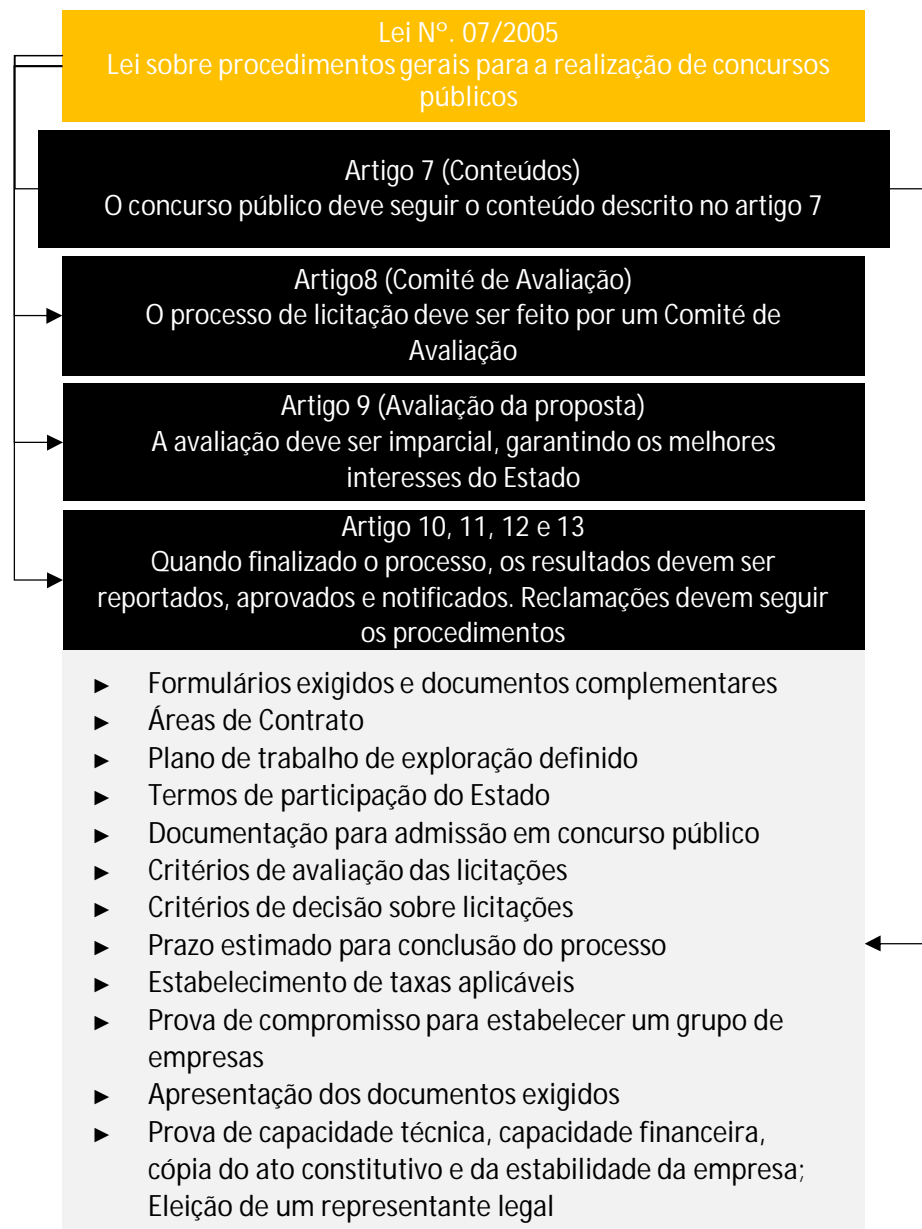 Lei Nº. 07/2005
Lei sobre procedimentos gerais para a realização de concursos
públicos
Artigo 7 (Conteúdos)
O concurso público deve seguir o conteúdo descrito no artigo 7
Artigo8 (Comité de Avaliação)
O processo de licitação deve ser feito por um Comité de
Avaliação
Artigo 9 (Avaliação da proposta)
A avaliação deve ser imparcial, garantindo os melhores
interesses do Estado
Artigo 10, 11, 12 e 13
Quando finalizado o processo, os resultados devem ser
reportados, aprovados e notificados. Reclamações devem seguir
os procedimentos
► Formulários exigidos e documentos complementares
► Áreas de Contrato
► Plano de trabalho de exploração definido
► Termos de participação do Estado
► Documentação para admissão em concurso público
► Critérios de avaliação das licitações
► Critérios de decisão sobre licitações
► Prazo estimado para conclusão do processo
► Estabelecimento de taxas aplicáveis
► Prova de compromisso para estabelecer um grupo de
empresas
► Apresentação dos documentos exigidos
► Prova de capacidade técnica, capacidade financeira,
cópia do ato constitutivo e da estabilidade da empresa;
Eleição de um representante legal